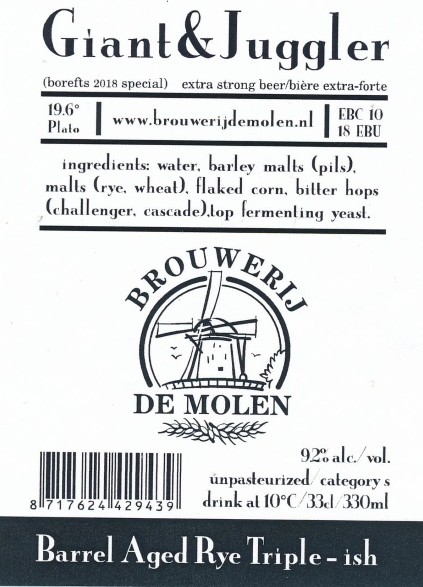 Giant&Juggler
(borefts 2018 special) extra strong beer/bière extra-forte
19.6°
Plato
www.brouwerijdemolen.nl
EBC 10
18 EBU
ingredients: water, barley malts (pils),
malts (rye, wheat), flaked corn, bitter hops
(challenger, cascade),top fermenting yeast.
BROUWERIJ
DE MOLEN
9.2% alc./vol.
unpasteurized/category s
drink at 10°C/33cl/330ml
8 717624 429439
Barrel Aged Rye Triple-ish